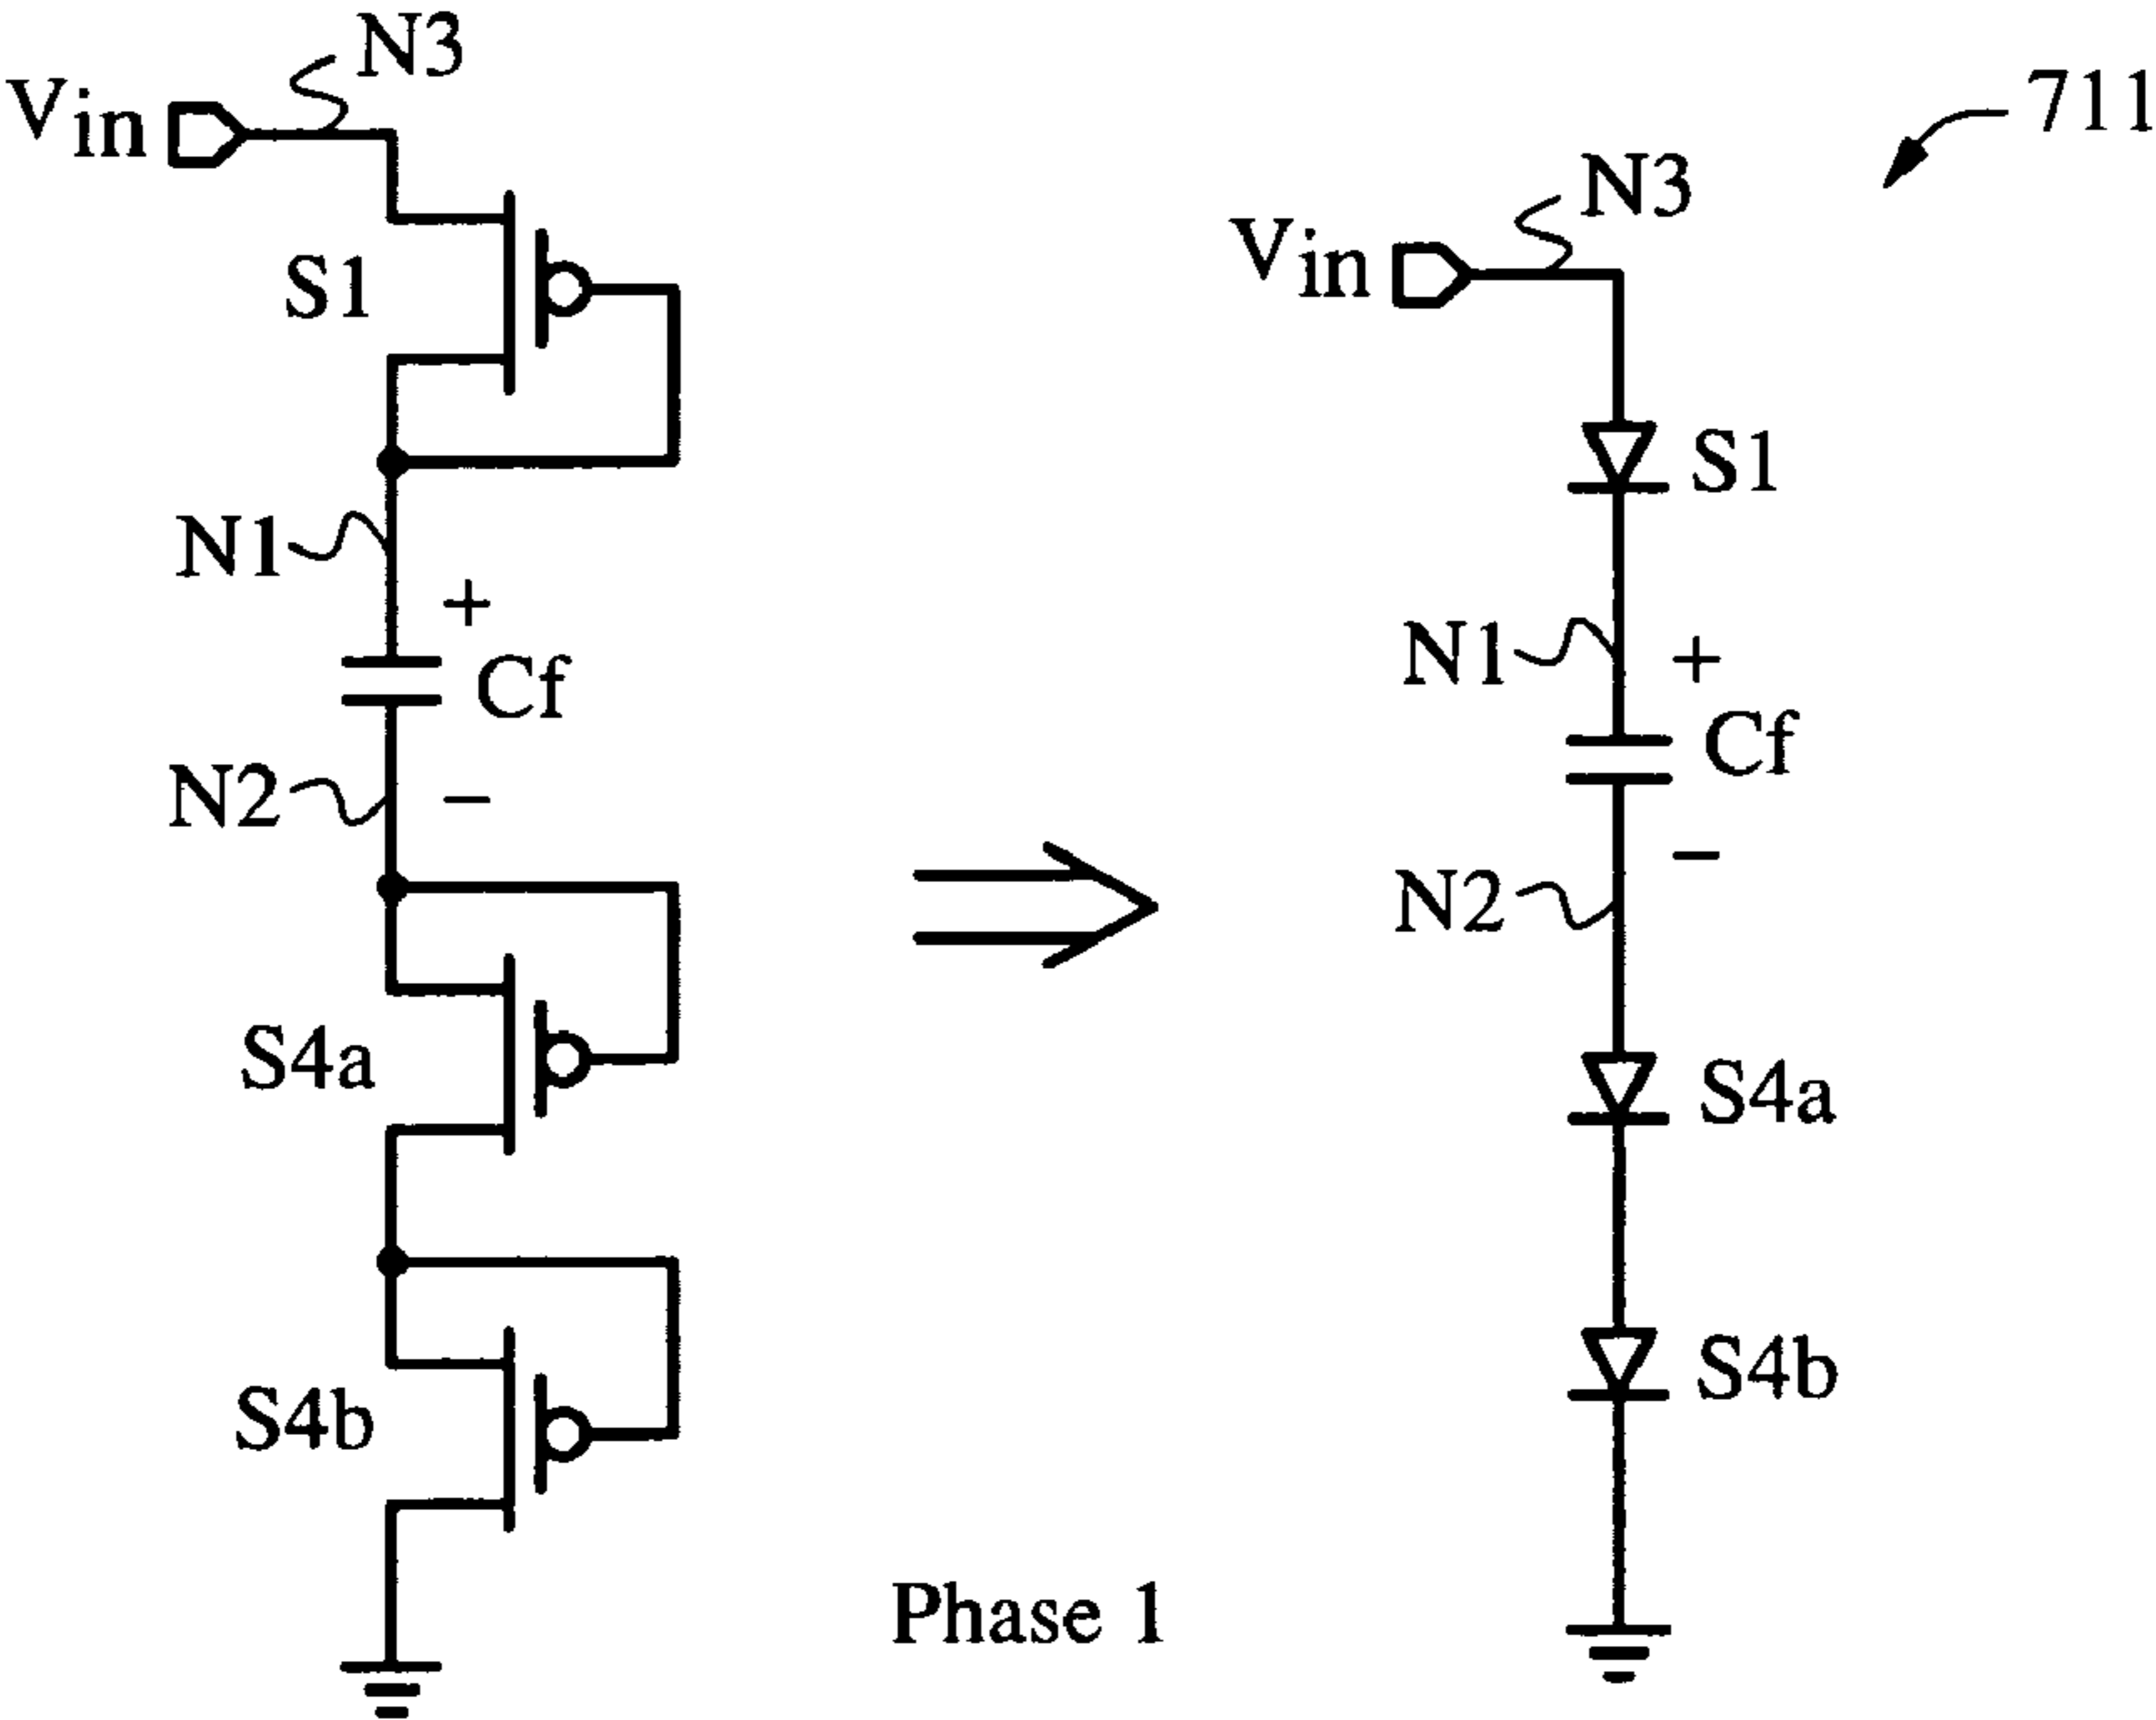 N3
Vin
S1
N1
+
Cf
N2
−
S4a
S4b
Phase 1
711
N3
Vin
S1
N1
+
Cf
−
N2
S4a
S4b